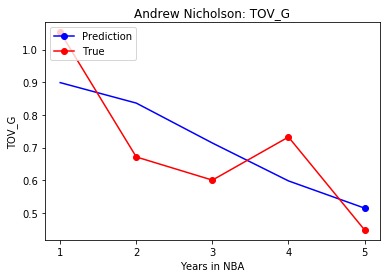 Andrew Nicholson: TOV_G
Prediction
True
TOV_G
1.0
0.9
0.8
0.7
0.6
0.5
1 2 3 4 5
Years in NBA